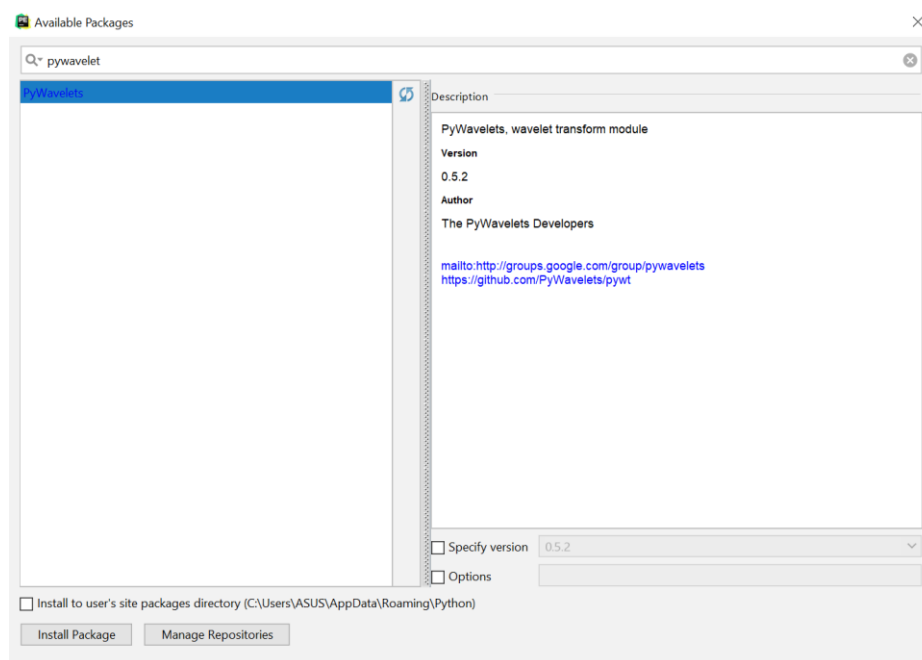 Available Packages
pywavelet
PyWavelets
Description
PyWavelets, wavelet transform module
Version
0.5.2
Author
The PyWavelets Developers
mailto:http://groups.google.com/group/pywavelets
https://github.com/PyWavelets/pywt
Specify version 0.5.2
Options
Install to user's site packages directory (C:\Users\ASUS\AppData\Roaming\Python)
Install Package Manage Repositories